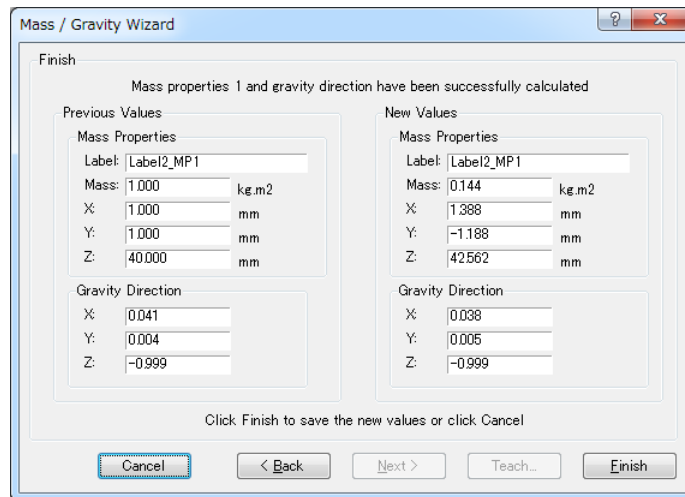 Mass / Gravity Wizard
Finish
Mass properties 1 and gravity direction have been successfully calculated
Previous Values
Mass Properties
Label: Label2_MP1
Mass: 1.000 kg.m2
X: 1.000 mm
Y: 1.000 mm
Z: 40.000 mm
Gravity Direction
X: 0.041
Y: 0.004
Z: -0.999
New Values
Mass Properties
Label: Label2_MP1
Mass: 0.144 kg.m2
X: 1.388 mm
Y: -1.188 mm
Z: 42.562 mm
Gravity Direction
X: 0.038
Y: 0.005
Z: -0.999
Click Finish to save the new values or click Cancel
Cancel < Back Next > Teach... Finish